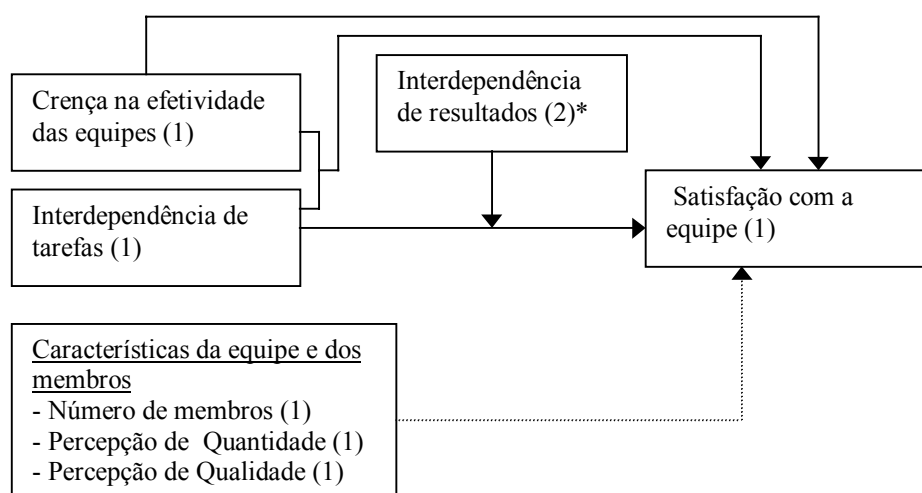 Crença na efetividade
das equipes (1)
Interdependência
de resultados (2)*
Interdependência de
tarefas (1)
Satisfação com a
equipe (1)
Características da equipe e dos
membros
- Número de membros (1)
- Percepção de Quantidade (1)
- Percepção de Qualidade (1)